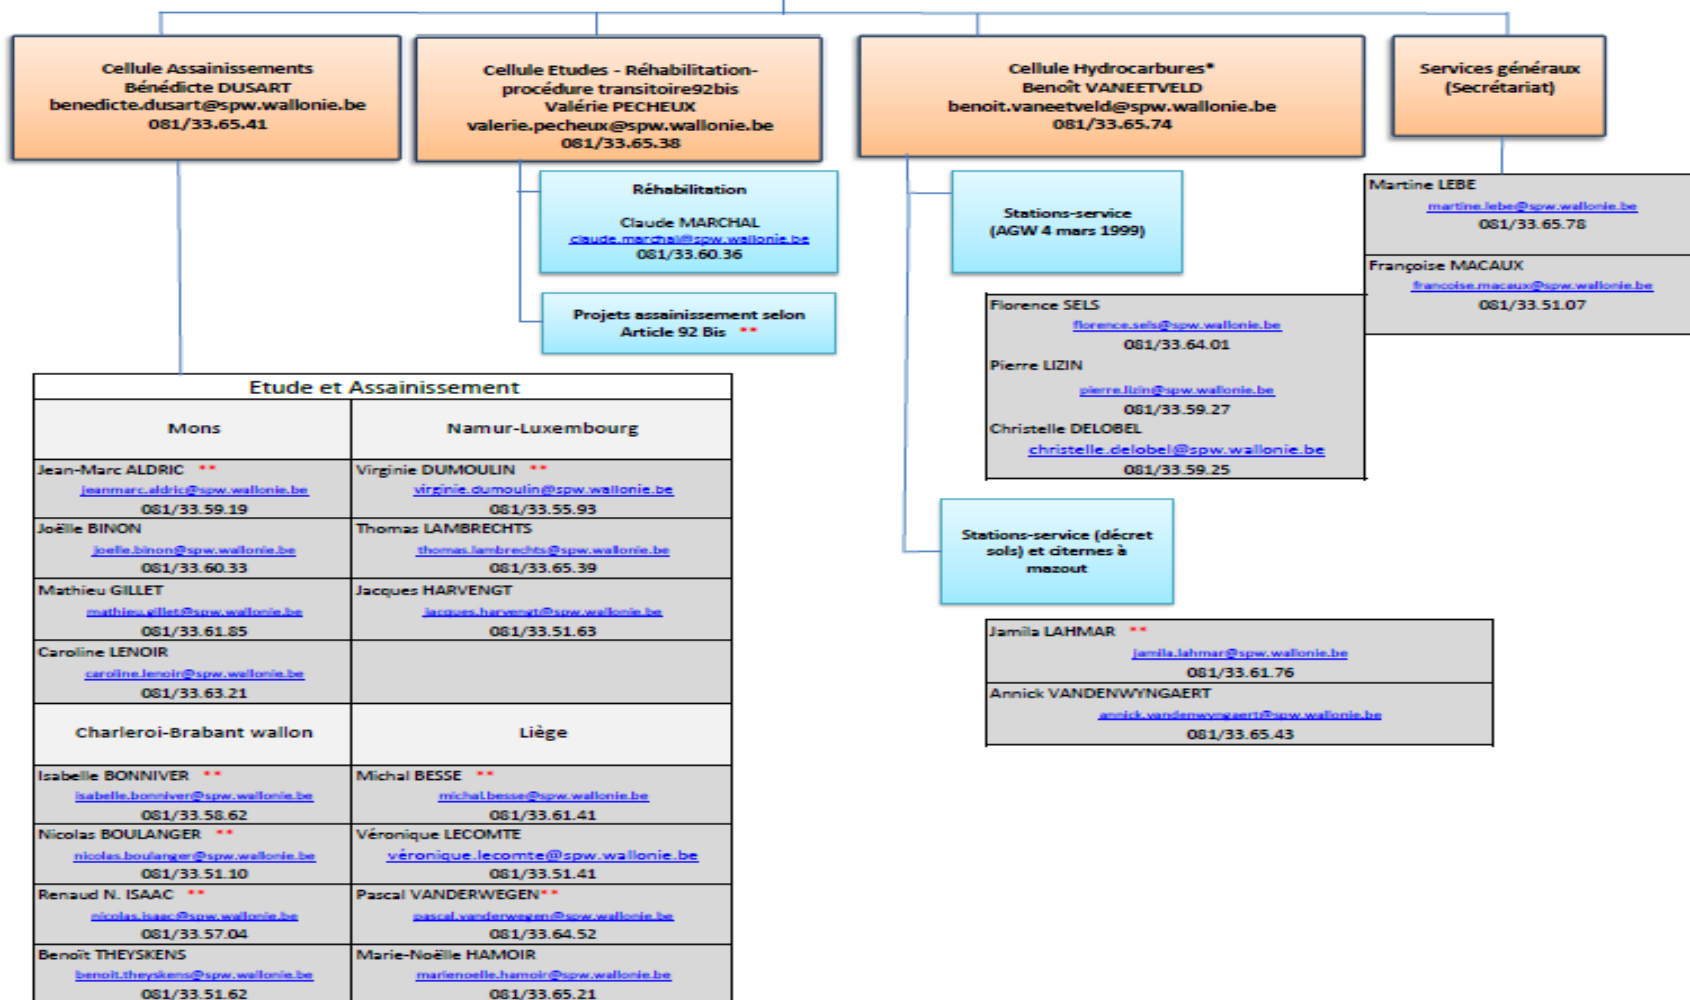 Cellule Assainissements
Bénédicte DUSART
benedicte.dusart@spw.wallonie.be
081/33.65.41
Cellule Etudes - Réhabilitation-
procédure transitoire92bis
Valérie PECHEUX
valerie.pecheux@spw.wallonie.be
081/33.65.38
Cellule Hydrocarbures*
Benoît VANEETVELD
benoit.vaneetveld@spw.wallonie.be
081/33.65.74
Services généraux
(Secrétariat)
Réhabilitation
Claude MARCHAL
claude.marchal@spw.wallonie.be
081/33.60.36
Projets assainissement selon
Article 92 Bis **
Stations-service
(AGW 4 mars 1999)
Martine LEBE
martine.lebe@spw.wallonie.be
081/33.65.78
Françoise MACAUX
francoise.macaux@spw.wallonie.be
081/33.51.07
Florence SELS
florence.sels@spw.wallonie.be
081/33.64.01
Pierre LIZIN
pierre.lizin@spw.wallonie.be
081/33.59.27
Christelle DELOBEL
christelle.delobel@spw.wallonie.be
081/33.59.25
Stations-service (décret
sols) et citernes à
mazout
Jamila LAHMAR **
jamila.lahmar@spw.wallonie.be
081/33.61.76
Annick VANDENWYNGAERT
annick.vandenwyngaert@spw.wallonie.be
081/33.65.43
Etude et Assainissement
Mons
Namur-Luxembourg
Jean-Marc ALDRIC **
jeanmarc.aldric@spw.wallonie.be
081/33.59.19
Virginie DUMOULIN **
virginie.dumoulin@spw.wallonie.be
081/33.55.93
Joëlle BINON
joelle.binon@spw.wallonie.be
081/33.60.33
Thomas LAMBRECHTS
thomas.lambrechts@spw.wallonie.be
081/33.65.39
Mathieu GILLET
mathieu.gillet@spw.wallonie.be
081/33.61.85
Jacques HARVENGT
jacques.harvengt@spw.wallonie.be
081/33.51.63
Caroline LENOIR
caroline.lenoir@spw.wallonie.be
081/33.63.21
Charleroi-Brabant wallon
Liège
Isabelle BONNIVER **
isabelle.bonniver@spw.wallonie.be
081/33.58.62
Michal BESSE **
michal.besse@spw.wallonie.be
081/33.61.41
Nicolas BOULANGER **
nicolas.boulanger@spw.wallonie.be
081/33.51.10
Véronique LECOMTE
véronique.lecomte@spw.wallonie.be
081/33.51.41
Renaud N. ISAAC **
nicolas.isaac@spw.wallonie.be
081/33.57.04
Pascal VANDERWEGEN**
pascal.vanderwegen@spw.wallonie.be
081/33.64.52
Benoît THEYSKENS
benoit.theyskens@spw.wallonie.be
081/33.51.62
Marie-Noëlle HAMOIR
marienoelle.hamoir@spw.wallonie.be
081/33.65.21